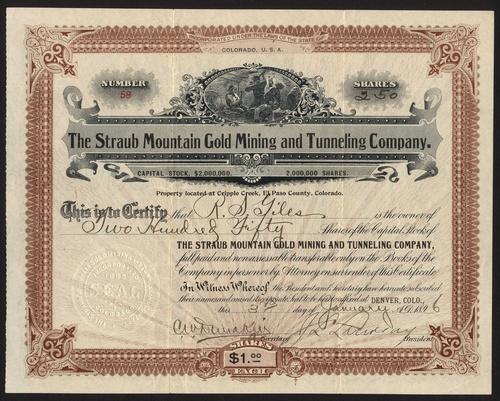 INCORPORATED UNDER THE LAWS OF THE STATE
COLORADO, U.S.A.
NUMBER
59
SHARES
250
The Straub Mountain Gold Mining and Tunneling Company.
CAPITAL STOCK, $2,000,000. 2,000,000 SHARES.
Property located at Cripple Creek, El Paso County, Colorado.
This is to Certify that R. S. Giles is the owner of
Two Hundred Fifty Shares of the Capital Stock of
THE STRAUB MOUNTAIN GOLD MINING AND TUNNELING COMPANY,
full paid and non assessable transferable only on the Books of the
Company in person or by Attorney on surrender of this Certificate
In Witness Whereof the President and Secretary have hereunto subscribed
their names and caused the Corporate Seal to be hereto affixed at DENVER, COLO.,
this 3rd day of January A.D. 1896
Secretary President
SHARES
$1.00
EACH